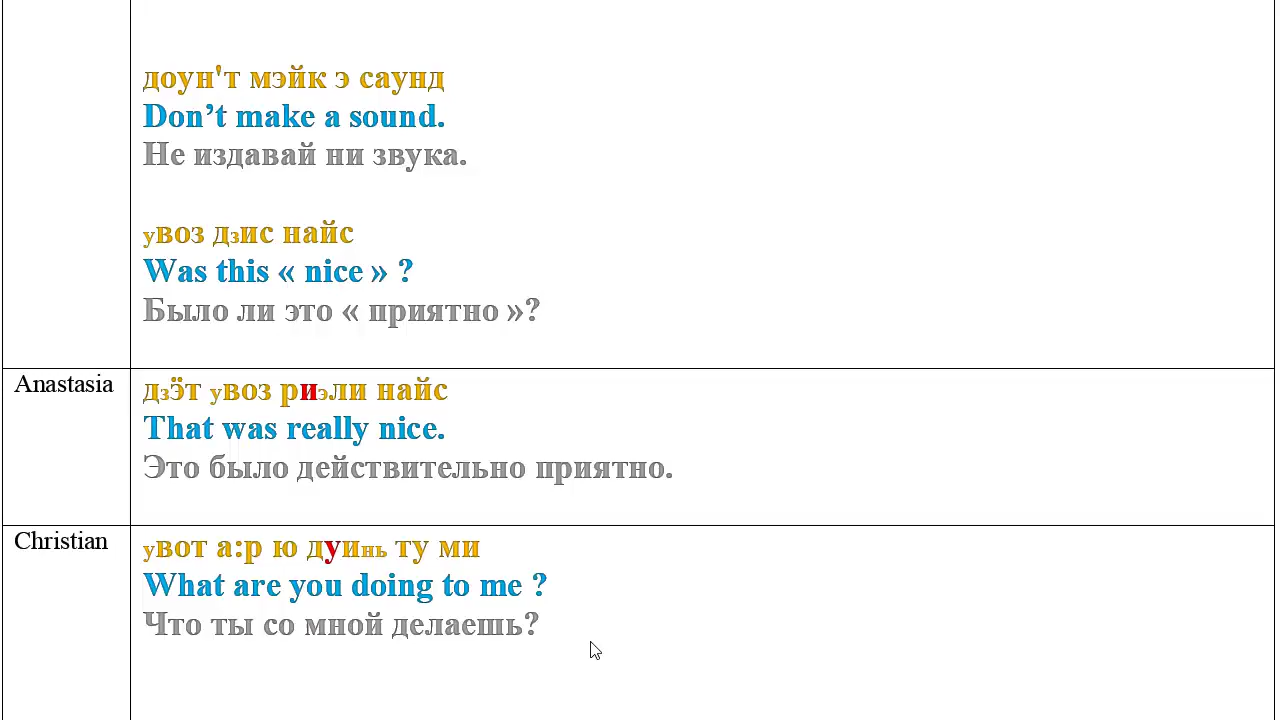 доун'т мэйк э саунд
Don’t make a sound.
Не издавай ни звука.
увоз дзис найс
Was this « nice » ?
Было ли это « приятно »?
Anastasia
дзӭт увоз риэли найс
That was really nice.
Это было действительно приятно.
Christian
увот а:р ю дуинь ту ми
What are you doing to me ?
Что ты со мной делаешь?